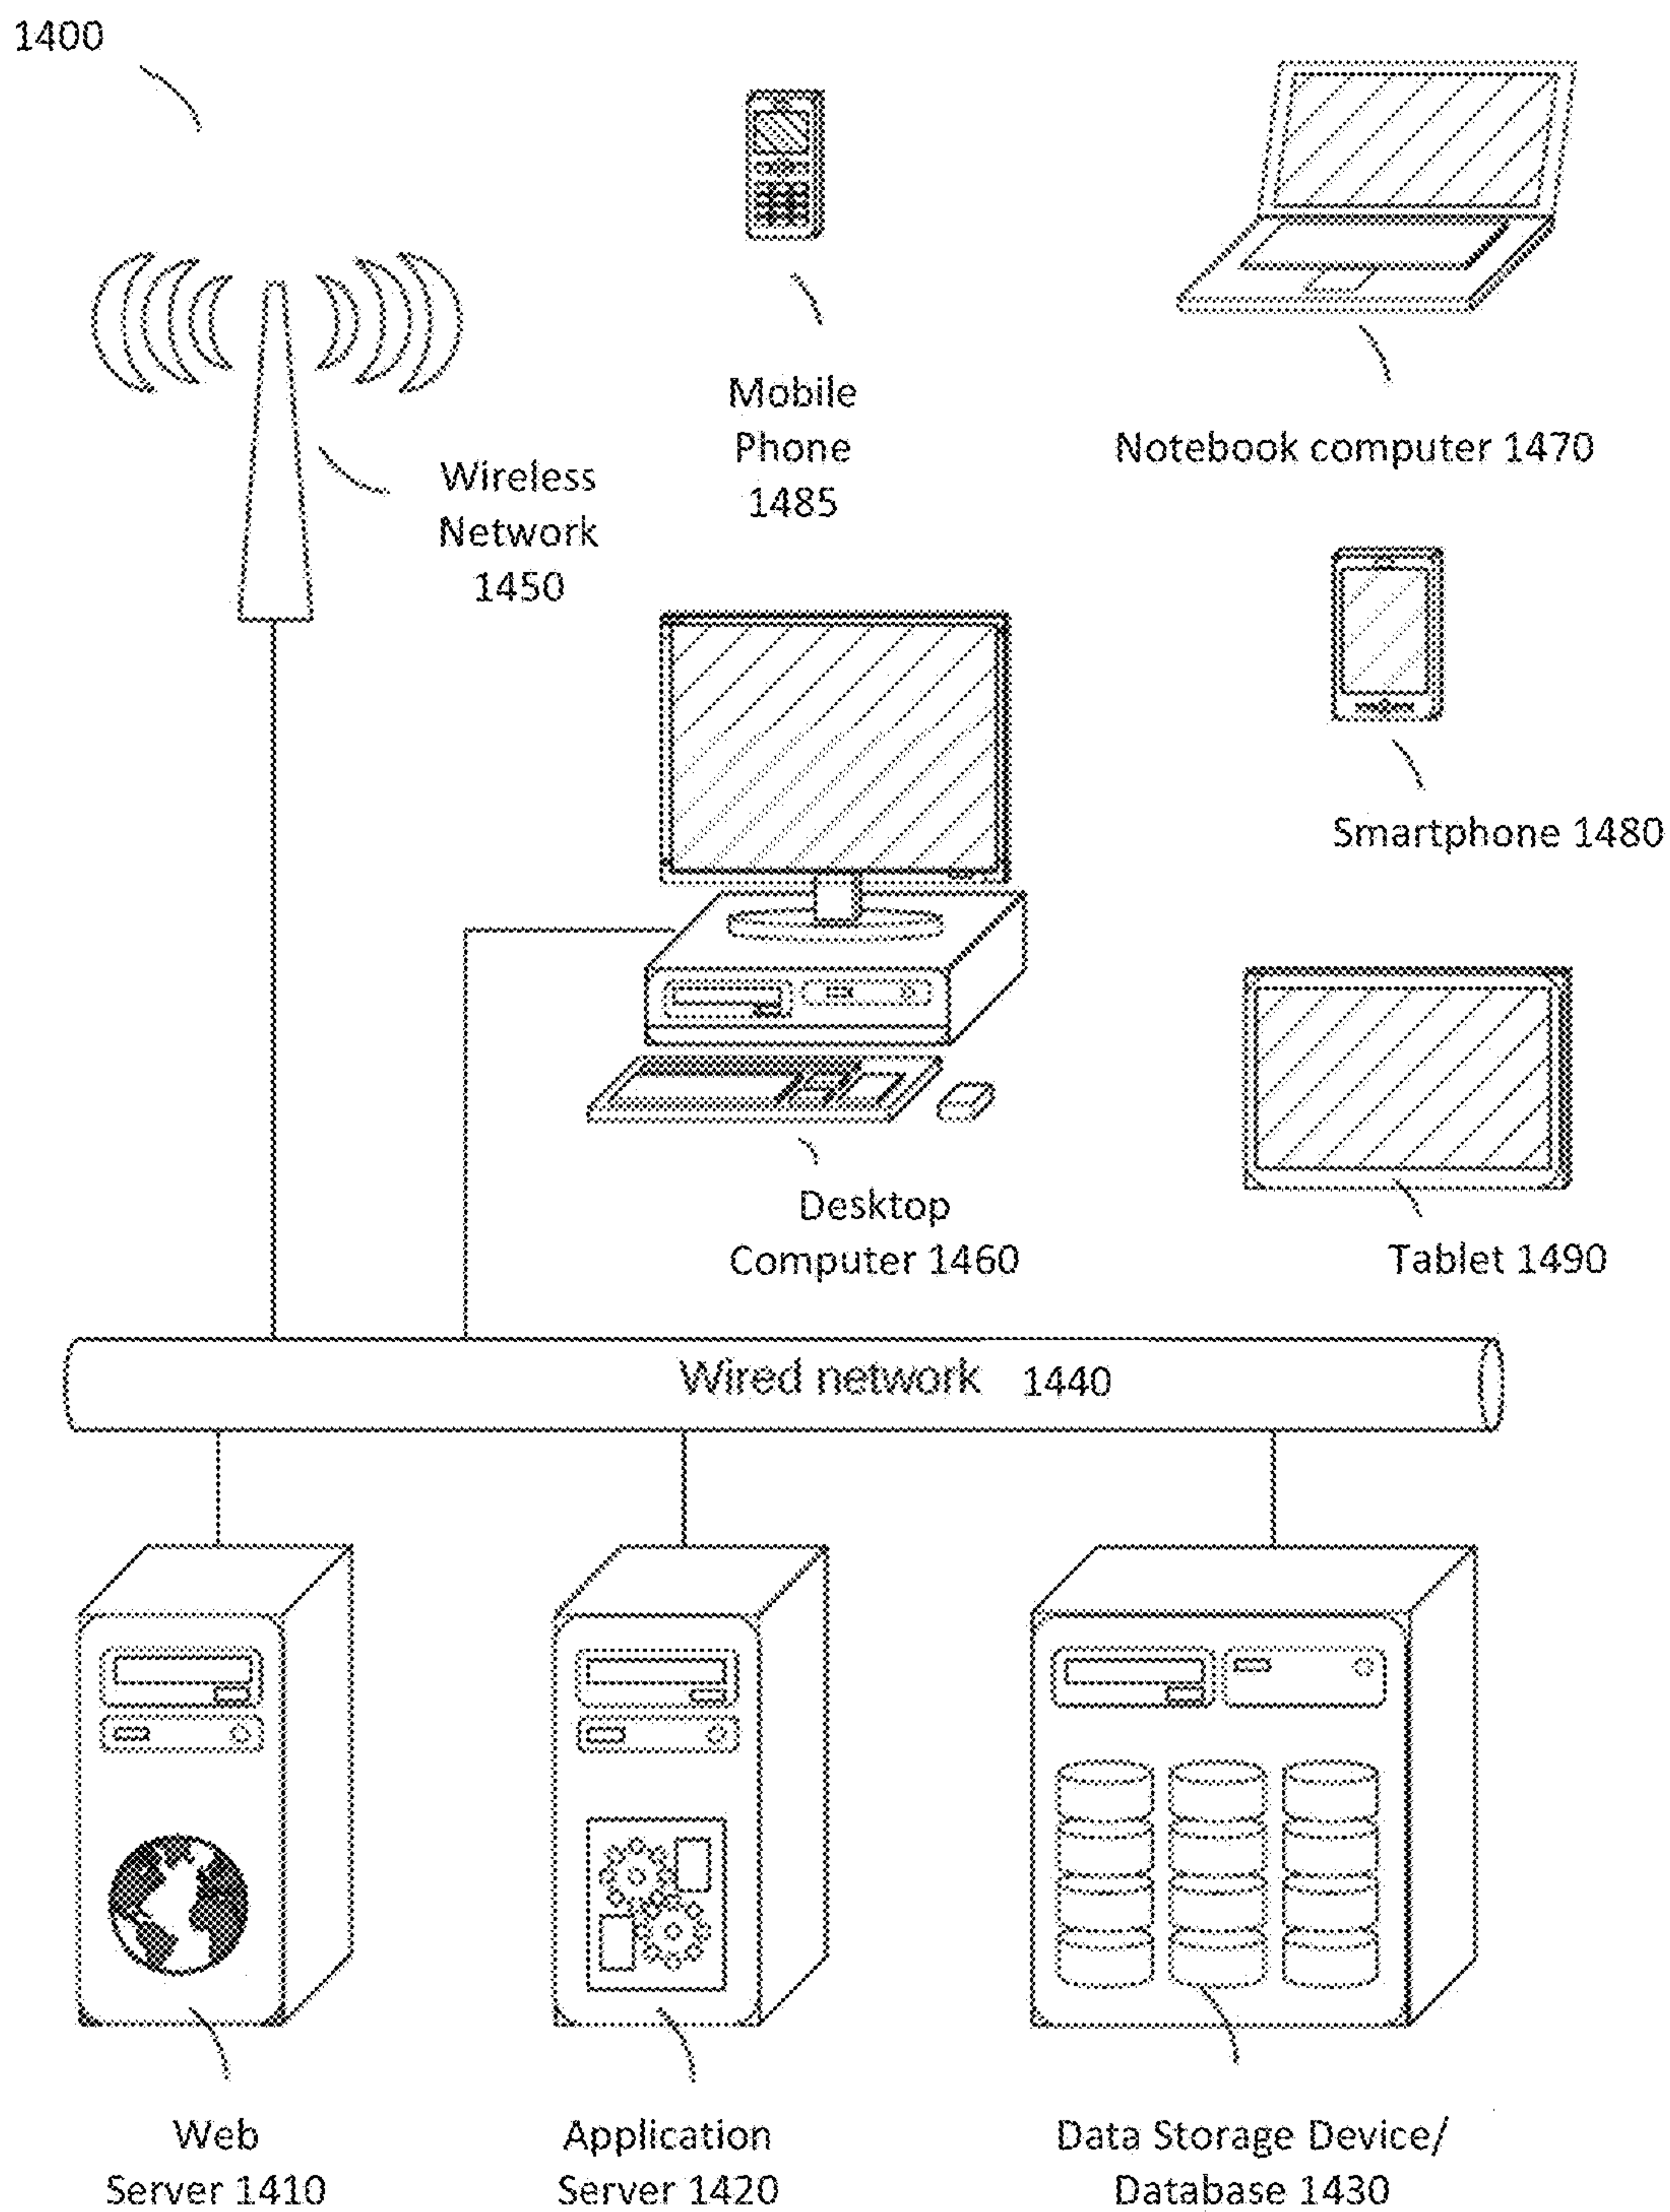 1400
Mobile
Phone
1485
Notebook computer 1470
Wireless
Network
1450
Smartphone 1480
Desktop
Computer 1460
Tablet 1490
Wired network 1440
Web
Server 1410
Application
Server 1420
Data Storage Device/
Database 1430